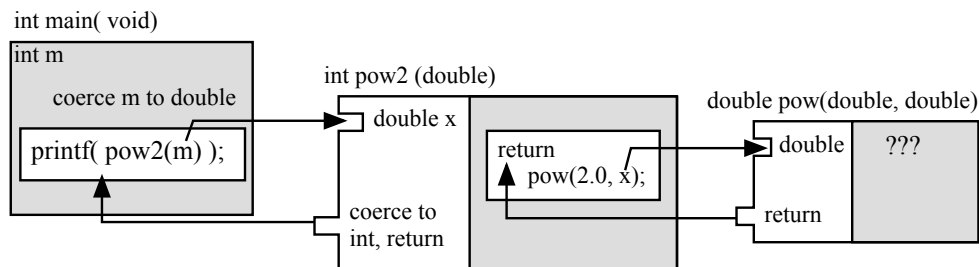 int main( void)
int m
coerce m to double
printf( pow2(m) );
int pow2 (double)
double x
coerce to
int, return
return
pow(2.0, x);
double pow(double, double)
double
return
???